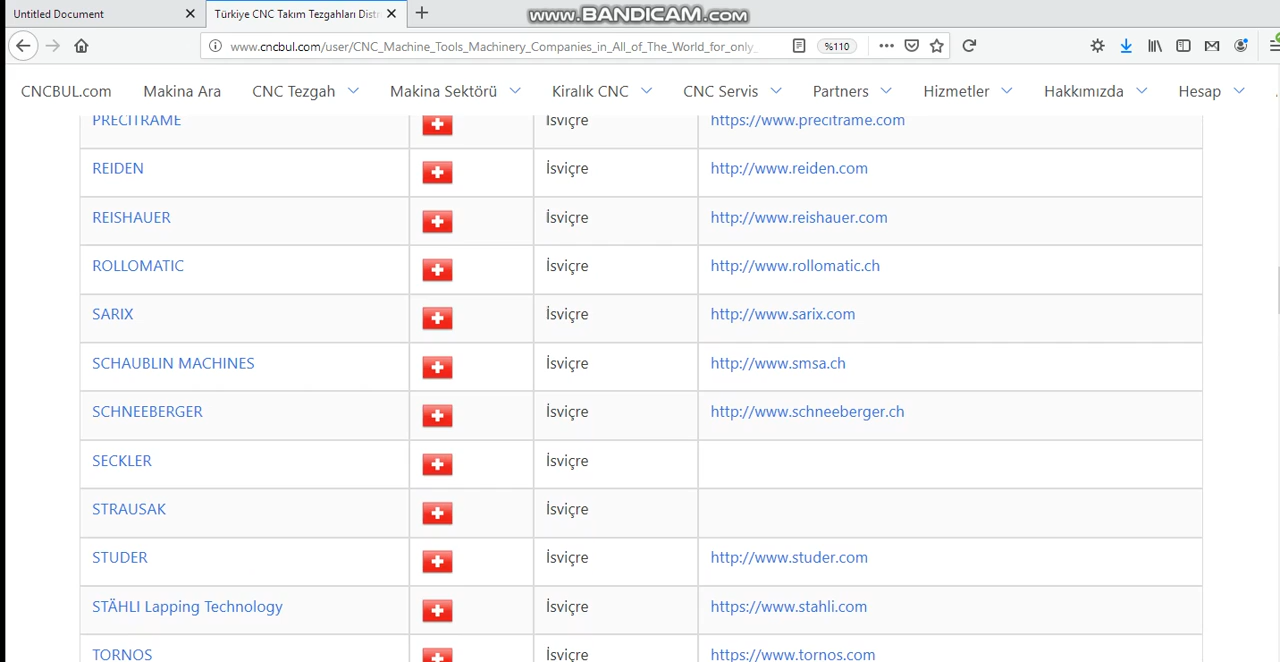 www.BANDICAM.com
Untitled Document
Türkiye CNC Takım Tezgahları Distri
www.cncbul.com/user/CNC_Machine_Tools_Machinery_Companies_in_All_of_The_World_for_only_
%110
CNCBUL.com Makina Ara CNC Tezgah Makina Sektörü Kiralık CNC CNC Servis Partners Hizmetler Hakkımızda Hesap
PRECITRAME İsviçre https://www.precitrame.com
REIDEN İsviçre http://www.reiden.com
REISHAUER İsviçre http://www.reishauer.com
ROLLOMATIC İsviçre http://www.rollomatic.ch
SARIX İsviçre http://www.sarix.com
SCHAUBLIN MACHINES İsviçre http://www.smsa.ch
SCHNEEBERGER İsviçre http://www.schneeberger.ch
SECKLER İsviçre
STRAUSAK İsviçre
STUDER İsviçre http://www.studer.com
STÄHLI Lapping Technology İsviçre https://www.stahli.com
TORNOS İsviçre https://www.tornos.com